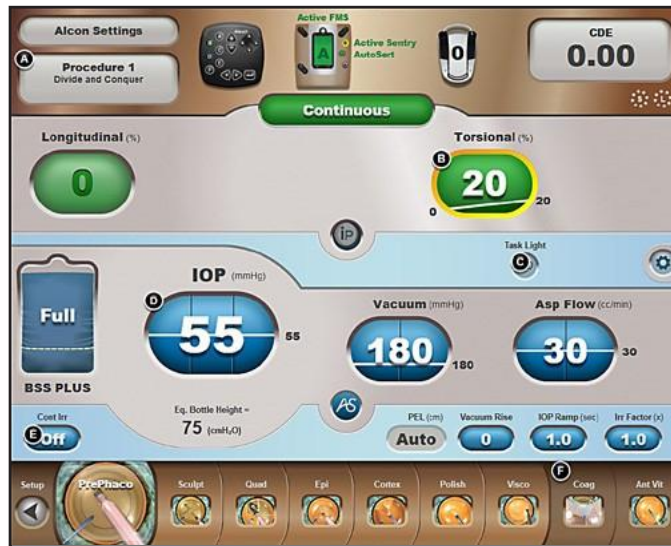 Alcon Settings
A
Procedure 1
Divide and Conquer
Active FMS
A
Active Sentry
AutoSert
0
CDE
0.00
Continuous
Longitudinal (%)
0
Torsional (%)
B
20
0
20
iP
Task Light
C
Full
BSS PLUS
IOP (mmHg)
D
55
55
Eq. Bottle Height =
75 (cmH₂O)
Vacuum (mmHg)
180
180
Asp Flow (cc/min)
30
30
AS
Cont Irr
E
Off
PEL (cm)
Auto
Vacuum Rise
0
IOP Ramp (sec)
1.0
Irr Factor (x)
1.0
Setup
PrePhaco
Sculpt
Quad
Epi
Cortex
Polish
Visco
F
Coag
Ant Vit